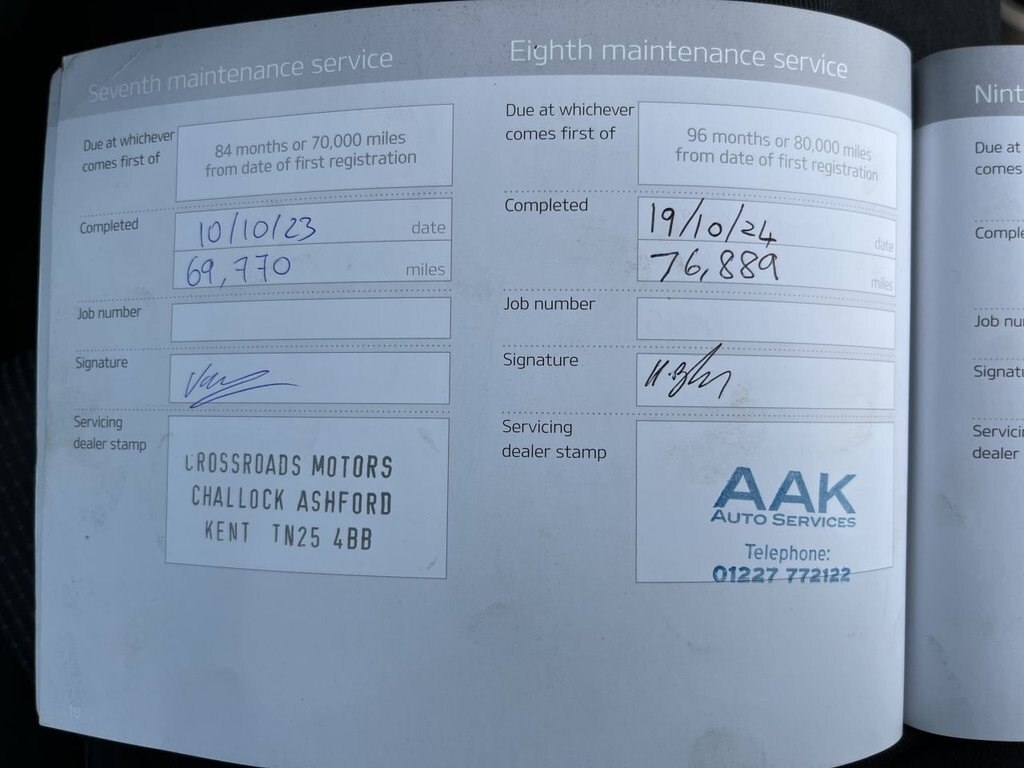 Seventh maintenance service
Due at whichever
comes first of
84 months or 70,000 miles
from date of first registration
Completed
10/10/23 date
69,770 miles
Job number
Signature
Servicing
dealer stamp
CROSSROADS MOTORS
CHALLOCK ASHFORD
KENT TN25 4BB
19
Eighth maintenance service
Due at whichever
comes first of
96 months or 80,000 miles
from date of first registration
Completed
19/10/24 date
76,889 miles
Job number
Signature
Servicing
dealer stamp
AAK
AUTO SERVICES
Telephone:
01227 772122
Nint
Due at
comes
Comple
Job nu
Signatu
Servici
dealer